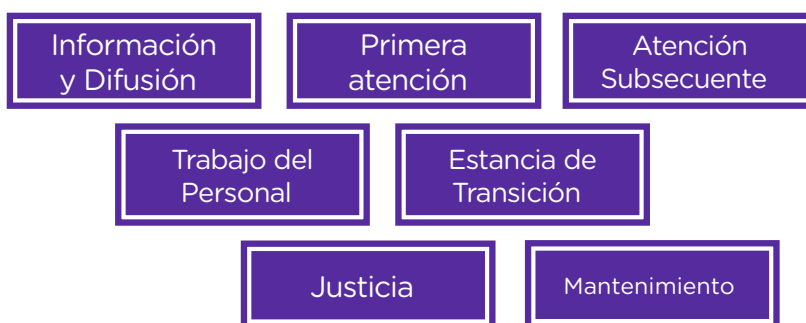 Información
y Difusión
Primera
atención
Atención
Subsecuente
Trabajo del
Personal
Estancia de
Transición
Justicia
Mantenimiento